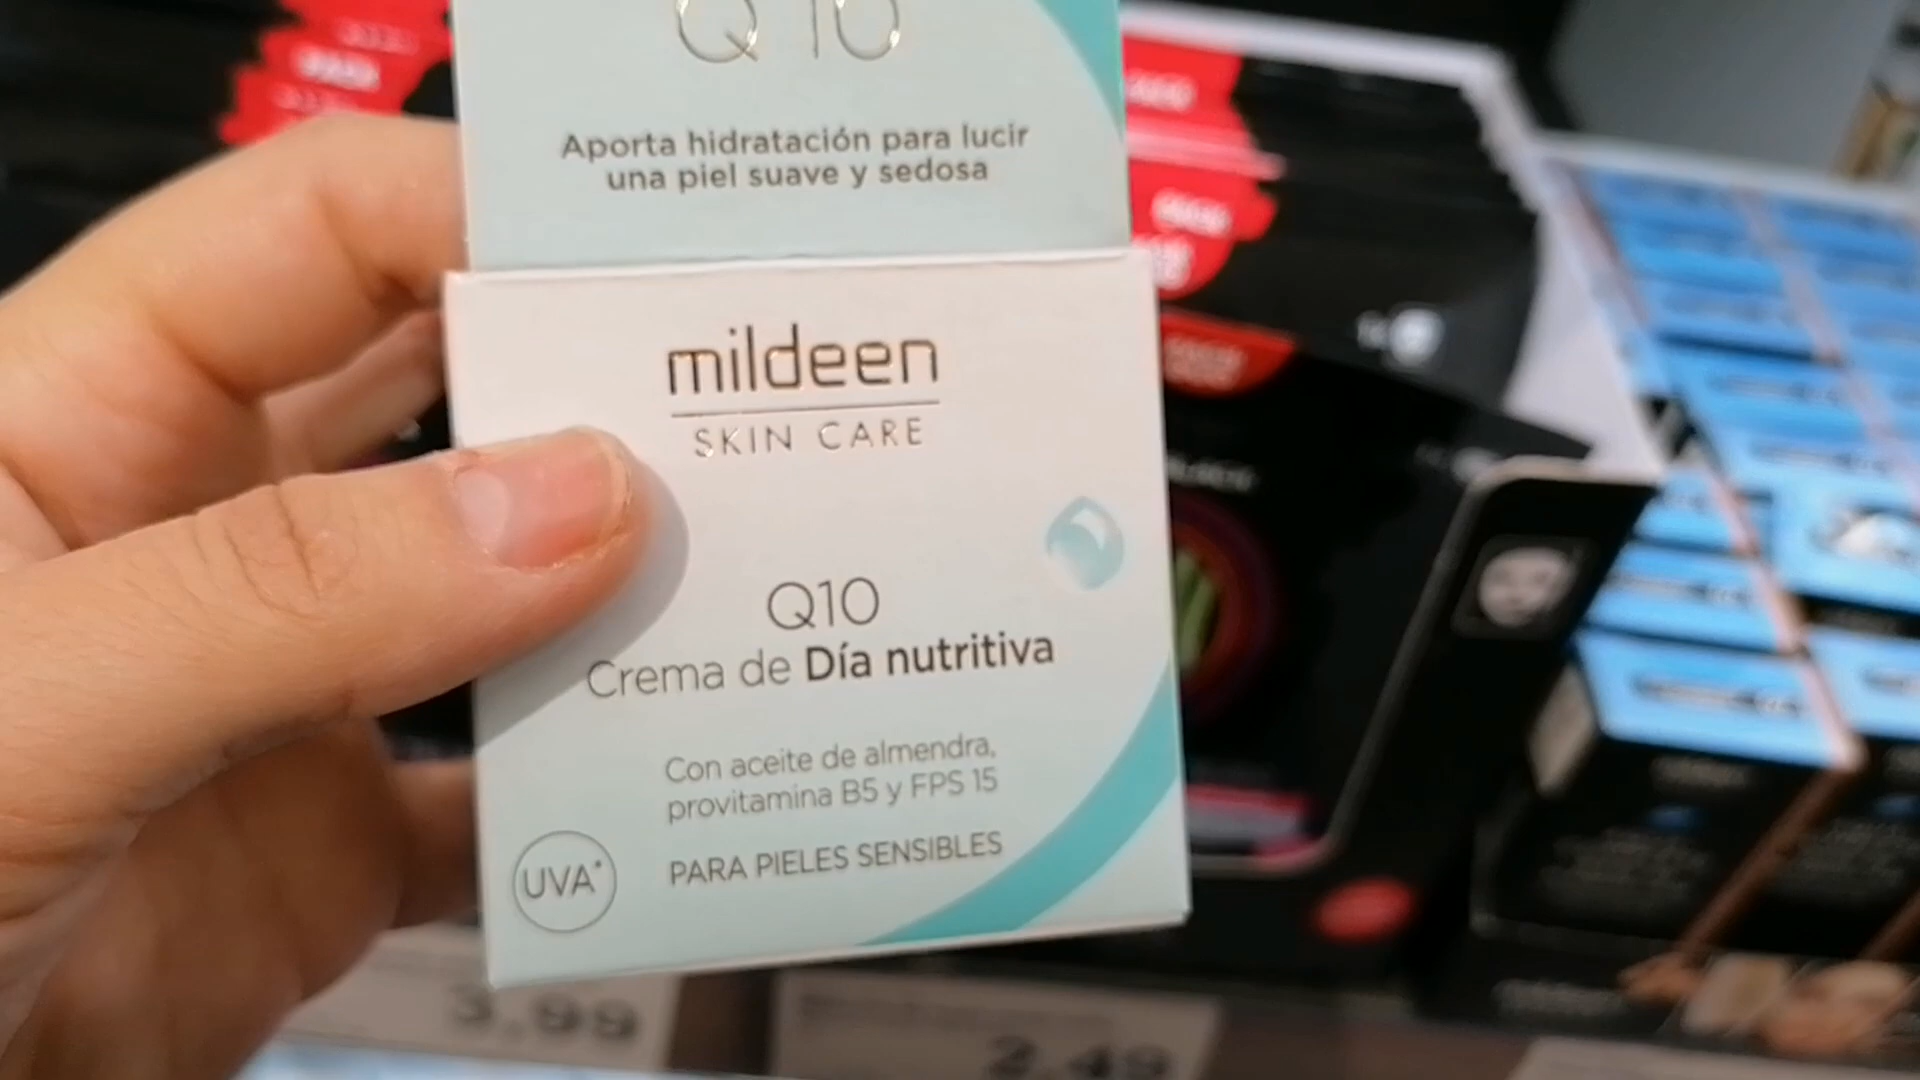 Q10
Aporta hidratación para lucir
una piel suave y sedosa
mildeen
SKIN CARE
Q10
Crema de Día nutritiva
Con aceite de almendra,
provitamina B5 y FPS 15
UVA*
PARA PIELES SENSIBLES
3,99
2.49